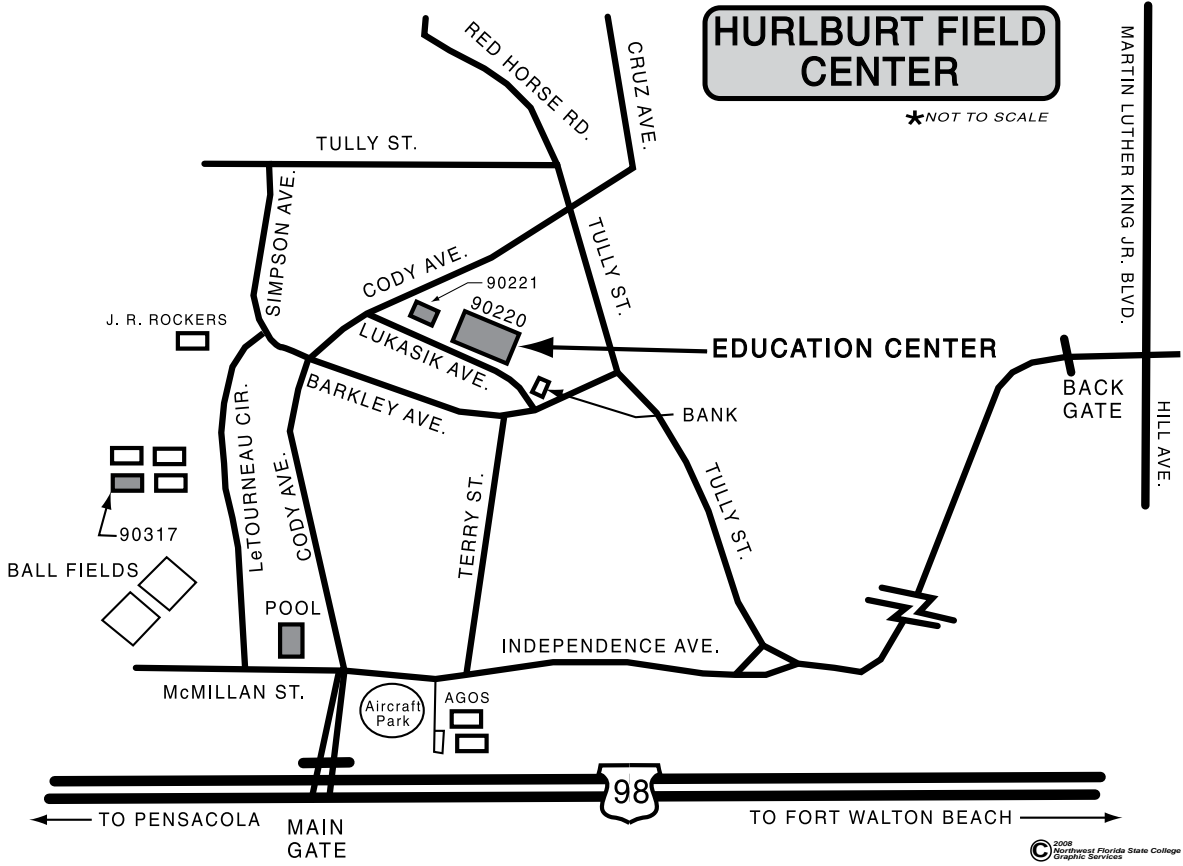 HURLBURT FIELD
CENTER
*NOT TO SCALE
RED HORSE RD.
CRUZ AVE.
MARTIN LUTHER KING JR. BLVD.
TULLY ST.
SIMPSON AVE.
CODY AVE.
TULLY ST.
90221
90220
J. R. ROCKERS
LUKASIK AVE.
EDUCATION CENTER
BARKLEY AVE.
BANK
BACK
GATE
HILL AVE.
LeTOURNEAU CIR.
CODY AVE.
TERRY ST.
TULLY ST.
90317
BALL FIELDS
POOL
INDEPENDENCE AVE.
McMILLAN ST.
Aircraft
Park
AGOS
98
TO PENSACOLA
MAIN
GATE
TO FORT WALTON BEACH
© 2008
Northwest Florida State College
Graphic Services